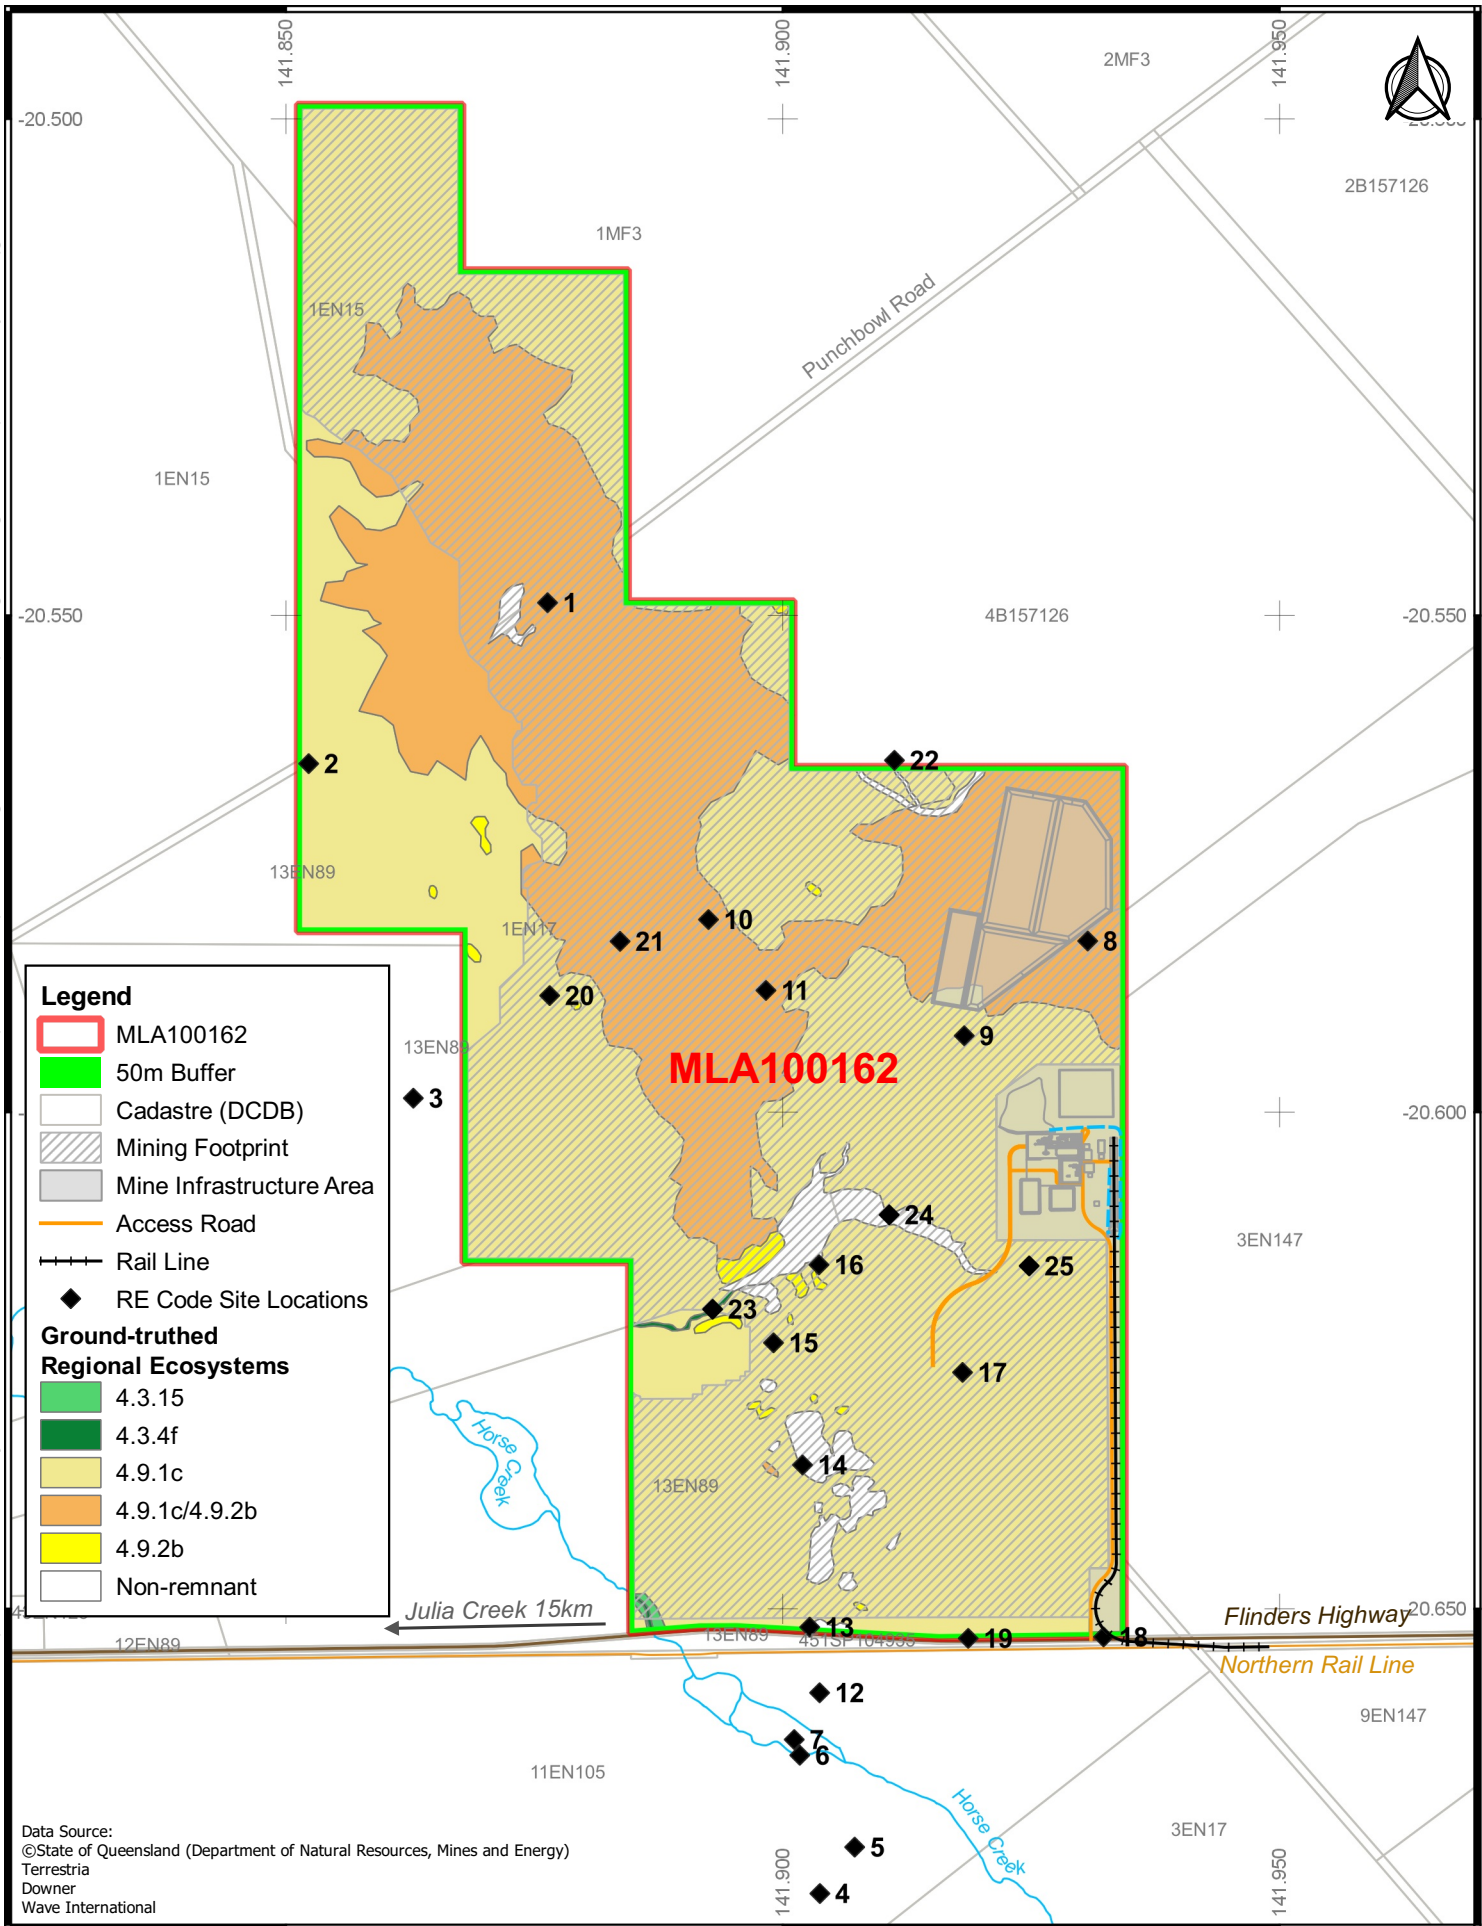 141.850
141.900
141.950
2MF3
-20.500
2B157126
1MF3
Punchbowl Road
1EN15
1EN15
1
-20.550
4B157126
-20.550
2
22
13EN89
1EN17
10
21
8
20
11
9
MLA100162
13EN89
3
-20.600
24
3EN147
16
25
23
15
17
14
13EN89
Horse
Creek
Legend
MLA100162
50m Buffer
Cadastre (DCDB)
Mining Footprint
Mine Infrastructure Area
Access Road
Rail Line
RE Code Site Locations
Ground-truthed
Regional Ecosystems
4.3.15
4.3.4f
4.9.1c
4.9.1c/4.9.2b
4.9.2b
Non-remnant
Julia Creek 15km
Flinders Highway
-20.650
12EN89
13EN89
13
19
18
Northern Rail Line
12
9EN147
7
6
11EN105
Horse Creek
3EN17
5
4
141.900
141.950
Data Source:
©State of Queensland (Department of Natural Resources, Mines and Energy)
Terrestria
Downer
Wave International